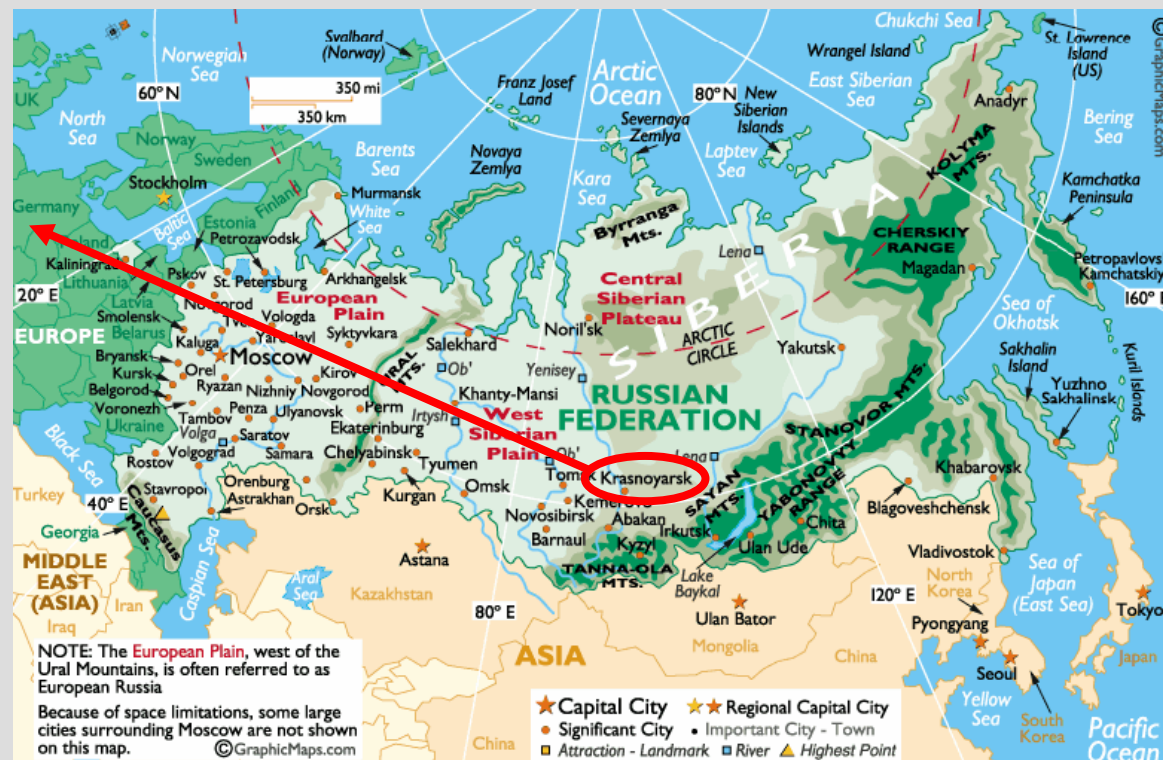 Chukchi Sea
St. Lawrence
Island
(US)
© GraphicMaps.com
Svalbard
(Norway)
Norwegian
Sea
Wrangel Island
Arctic
Ocean
East Siberian
Sea
Franz Josef
Land
350 mi
350 km
60° N
80° N
New
Siberian
Islands
Anadyr
UK
North
Sea
Severnaya
Zemlya
Laptev
Sea
Bering
Sea
Norway
Sweden
Barents
Sea
Novaya
Zemlya
Kara
Sea
KOLYMA
MTS.
Stockholm
Finland
Murmansk
White
Sea
Kamchatka
Peninsula
Germany
Estonia
Baltic
Sea
Petrozavodsk
Byrranga
Mts.
SIBERIA
CHERSKIY
RANGE
Lena
Kaliningrad
Lithuania
Latvia
Belarus
Pskov
St. Petersburg
Arkhangelsk
Magadan
Petropavlovs
Kamchatskiy
20° E
160°
European
Plain
Central
Siberian
Plateau
Sea of
Okhotsk
EUROPE
Smolensk
Vologda
Yaroslavl
Syktyvkara
Salekhard
Noril'sk
ARCTIC
CIRCLE
Yakutsk
Kaluga
Moscow
Bryansk
Orel
Kursk
Ryazan
Nizhniy Novgorod
Kirov
URAL
MTS.
Ob'
Yenisey
Sakhalin
Island
Kuril Islands
Belgorod
Voronezh
Ukraine
Tambov
Penza
Ulyanovsk
Perm
Khanty-Mansi
Irtysh
RUSSIAN
FEDERATION
Yuzhno
Sakhalinsk
Volga
Saratov
Ekaterinburg
West
Siberian
Plain
Ob'
STANOVOR MTS.
Black Sea
Volgograd
Samara
Chelyabinsk
Tyumen
Tomsk
Krasnoyarsk
Lena
Khabarovsk
Rostov
Orenburg
Kurgan
Omsk
Kemerovo
SAYAN
MTS.
YABONOVYY
RANGE
Turkey
40° E
Stavropol
Astrakhan
Orsk
Novosibirsk
Abakan
Irkutsk
Chita
Blagoveshchensk
Caucasus
Mts.
Georgia
Barnaul
Kyzyl
Ulan Ude
Vladivostok
MIDDLE
EAST
(ASIA)
Caspian Sea
Aral
Sea
Astana
Kazakhstan
TANNA-OLA
MTS.
Lake
Baykal
North
Korea
Sea of
Japan
(East Sea)
Iran
Iraq
80° E
Ulan Bator
Mongolia
120° E
Pyongyang
Tokyo
ASIA
China
Seoul
Japan
Yellow
Sea
South
Korea
Pacific
Ocean
China
NOTE: The European Plain, west of the
Ural Mountains, is often referred to as
European Russia
Because of space limitations, some large
cities surrounding Moscow are not shown
on this map.
©GraphicMaps.com
Capital City
Regional Capital City
Significant City
Important City - Town
Attraction - Landmark
River
Highest Point